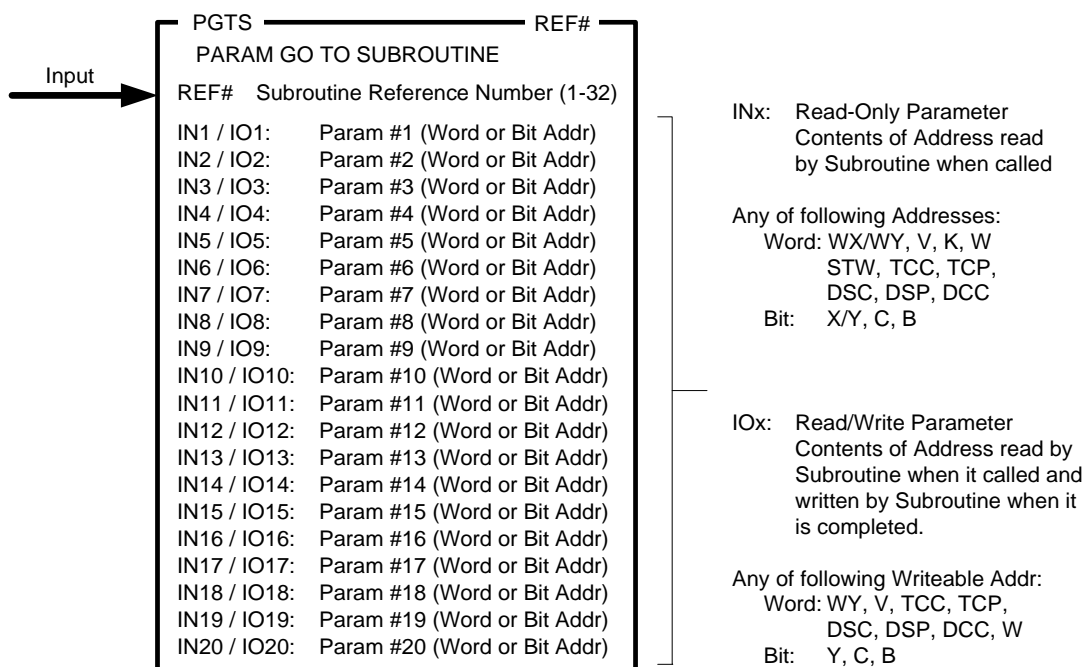 PGTS REF#
PARAM GO TO SUBROUTINE
Input
REF# Subroutine Reference Number (1-32)
IN1 / IO1: Param #1 (Word or Bit Addr)
IN2 / IO2: Param #2 (Word or Bit Addr)
IN3 / IO3: Param #3 (Word or Bit Addr)
IN4 / IO4: Param #4 (Word or Bit Addr)
IN5 / IO5: Param #5 (Word or Bit Addr)
IN6 / IO6: Param #6 (Word or Bit Addr)
IN7 / IO7: Param #7 (Word or Bit Addr)
IN8 / IO8: Param #8 (Word or Bit Addr)
IN9 / IO9: Param #9 (Word or Bit Addr)
IN10 / IO10: Param #10 (Word or Bit Addr)
IN11 / IO11: Param #11 (Word or Bit Addr)
IN12 / IO12: Param #12 (Word or Bit Addr)
IN13 / IO13: Param #13 (Word or Bit Addr)
IN14 / IO14: Param #14 (Word or Bit Addr)
IN15 / IO15: Param #15 (Word or Bit Addr)
IN16 / IO16: Param #16 (Word or Bit Addr)
IN17 / IO17: Param #17 (Word or Bit Addr)
IN18 / IO18: Param #18 (Word or Bit Addr)
IN19 / IO19: Param #19 (Word or Bit Addr)
IN20 / IO20: Param #20 (Word or Bit Addr)
INx: Read-Only Parameter
Contents of Address read
by Subroutine when called
Any of following Addresses:
Word: WX/WY, V, K, W
STW, TCC, TCP,
DSC, DSP, DCC
Bit: X/Y, C, B
IOx: Read/Write Parameter
Contents of Address read by
Subroutine when it called and
written by Subroutine when it
is completed.
Any of following Writeable Addr:
Word: WY, V, TCC, TCP,
DSC, DSP, DCC, W
Bit: Y, C, B